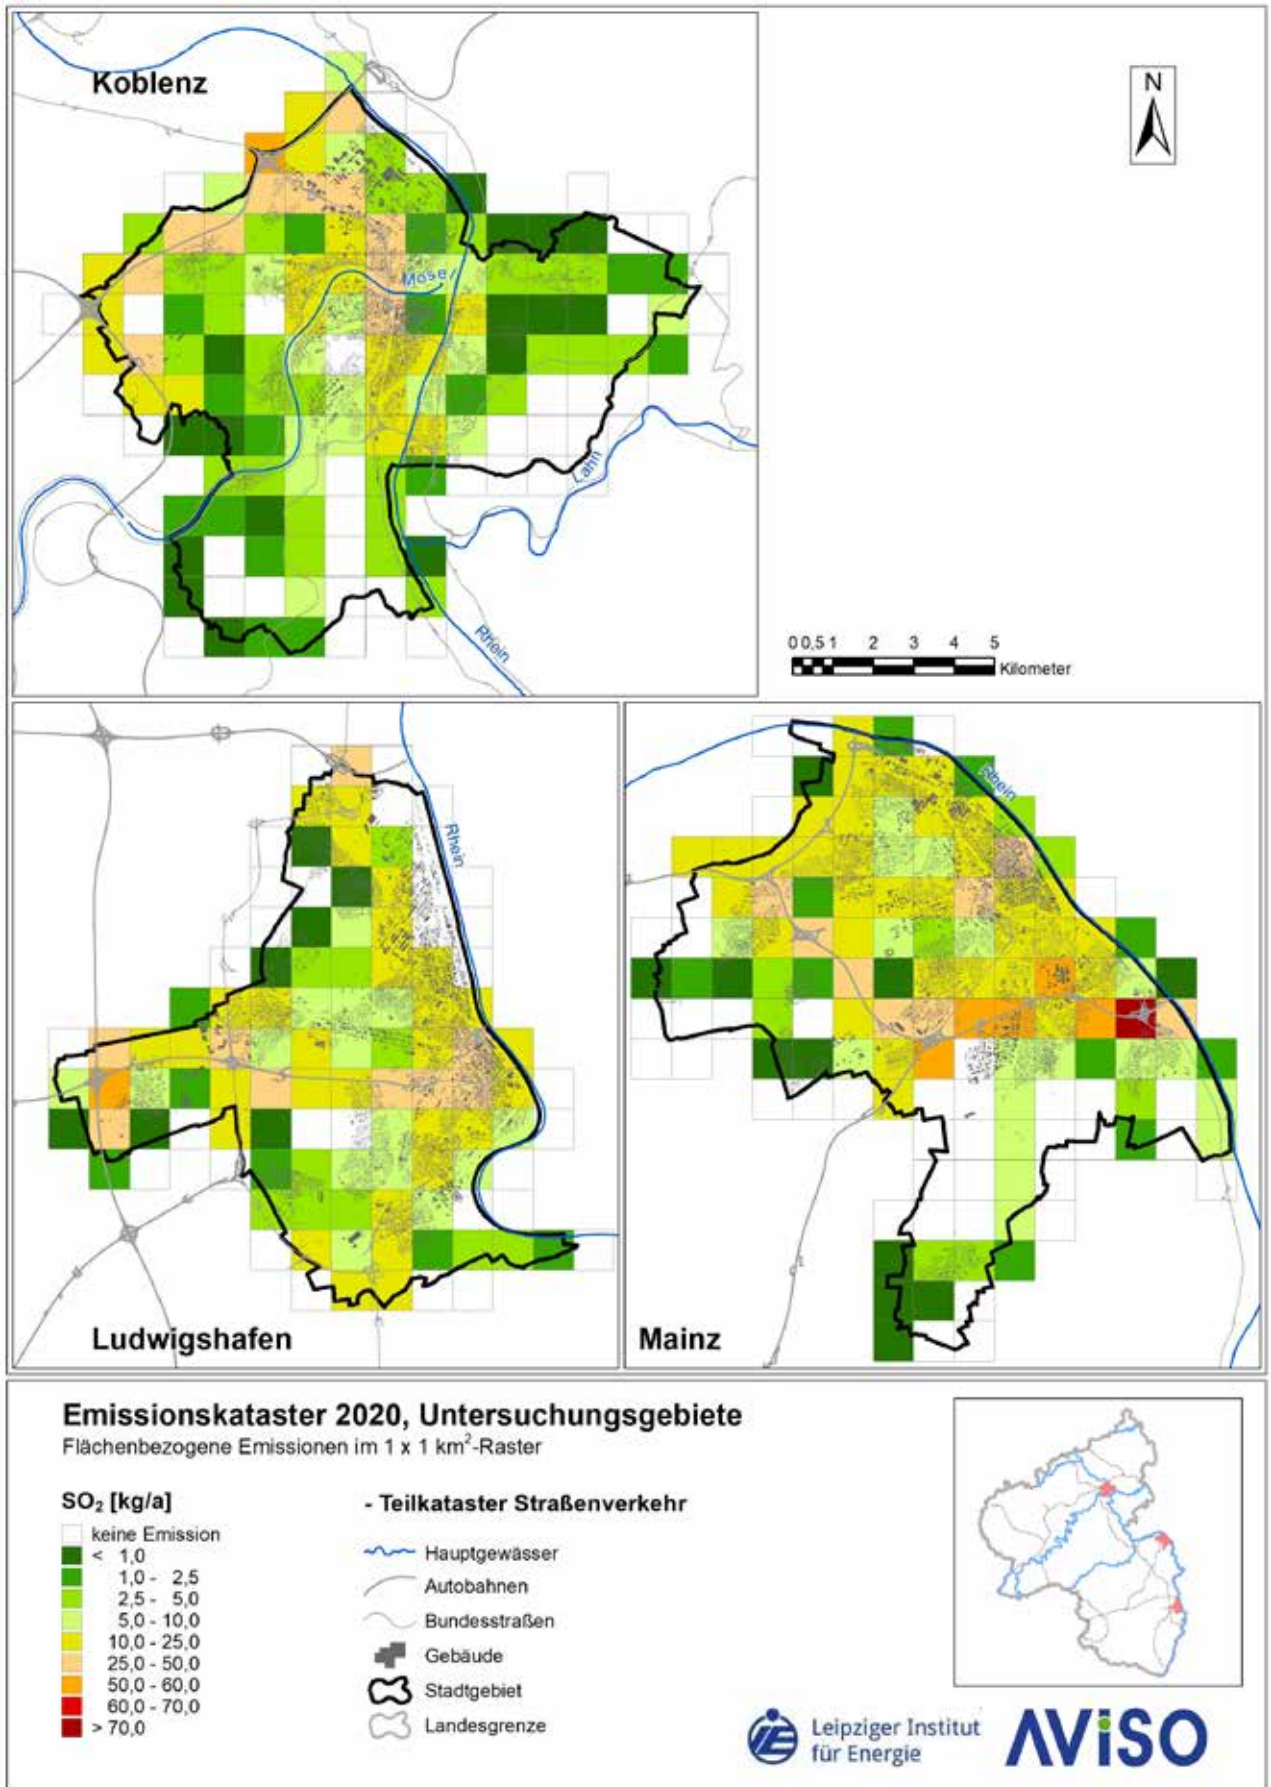 Koblenz
N
Mosel
Lahn
Rhein
0 0,5 1 2 3 4 5
Kilometer
Rhein
Ludwigshafen
Rhein
Mainz
Emissionskataster 2020, Untersuchungsgebiete
Flächenbezogene Emissionen im 1 x 1 km²-Raster
SO₂ [kg/a]
keine Emission
< 1,0
1,0 - 2,5
2,5 - 5,0
5,0 - 10,0
10,0 - 25,0
25,0 - 50,0
50,0 - 60,0
60,0 - 70,0
> 70,0
- Teilkataster Straßenverkehr
Hauptgewässer
Autobahnen
Bundesstraßen
Gebäude
Stadtgebiet
Landesgrenze
Leipziger Institut
für Energie
AViSO